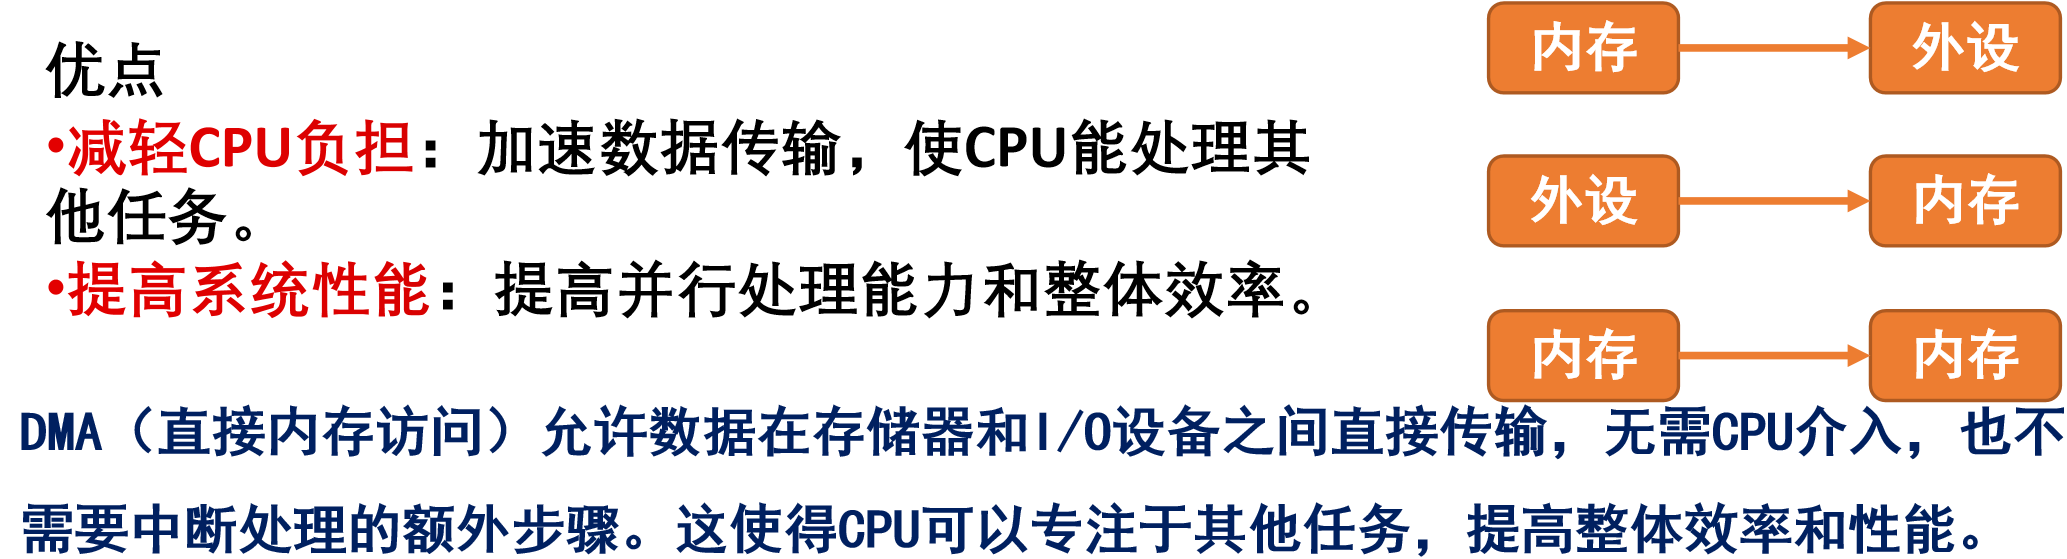 优点
•减轻CPU负担：加速数据传输，使CPU能处理其
他任务。
•提高系统性能：提高并行处理能力和整体效率。
内存 外设
外设 内存
内存 内存
DMA（直接内存访问）允许数据在存储器和I/O设备之间直接传输，无需CPU介入，也不
需要中断处理的额外步骤。这使得CPU可以专注于其他任务，提高整体效率和性能。